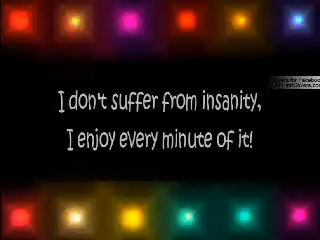 I don't suffer from insanity,
I enjoy every minute of it!